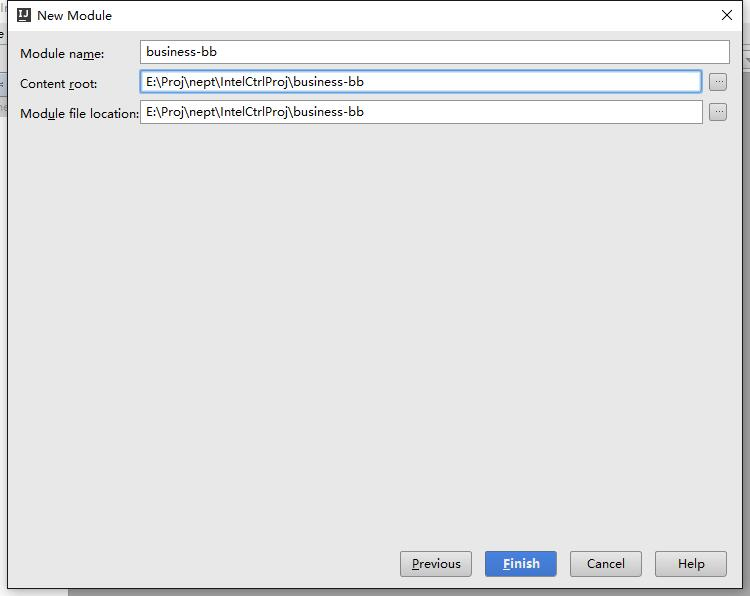 New Module
Module name: business-bb
Content root: E:\Proj\nept\IntelCtrlProj\business-bb ...
Module file location: E:\Proj\nept\IntelCtrlProj\business-bb ...
Previous Finish Cancel Help